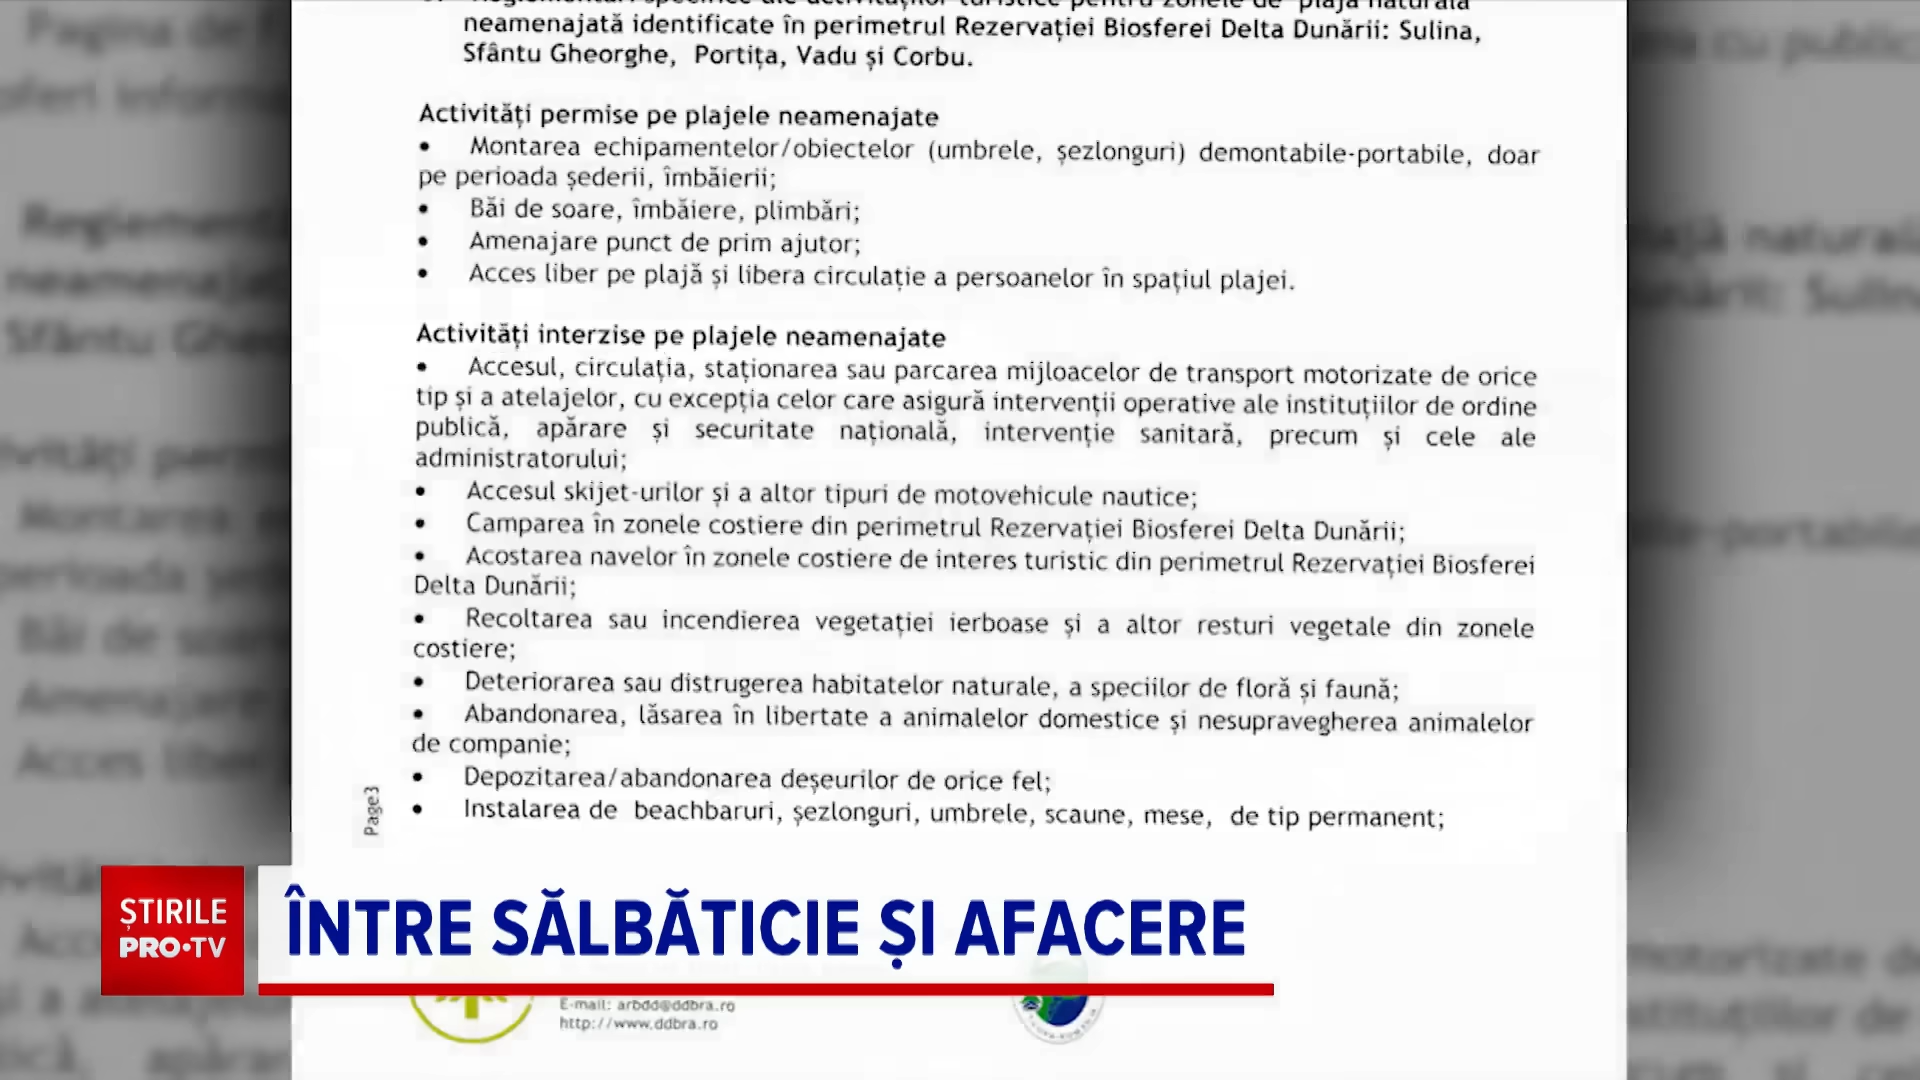 neamenajată identificate în perimetrul Rezervației Biosferei Delta Dunării: Sulina,
Sfântu Gheorghe, Portița, Vadu și Corbu.
Activități permise pe plajele neamenajate
• Montarea echipamentelor/obiectelor (umbrele, șezlonguri) demontabile-portabile, doar
pe perioada șederii, îmbăierii;
• Băi de soare, îmbăiere, plimbări;
• Amenajare punct de prim ajutor;
• Acces liber pe plajă și libera circulație a persoanelor în spațiul plajei.
Activități interzise pe plajele neamenajate
• Accesul, circulația, staționarea sau parcarea mijloacelor de transport motorizate de orice
tip și a atelajelor, cu excepția celor care asigură intervenții operative ale instituțiilor de ordine
publică, apărare și securitate națională, intervenție sanitară, precum și cele ale
administratorului;
• Accesul skijet-urilor și a altor tipuri de motovehicule nautice;
• Camparea în zonele costiere din perimetrul Rezervației Biosferei Delta Dunării;
• Acostarea navelor în zonele costiere de interes turistic din perimetrul Rezervației Biosferei
Delta Dunării;
• Recoltarea sau incendierea vegetației ierboase și a altor resturi vegetale din zonele
costiere;
• Deteriorarea sau distrugerea habitatelor naturale, a speciilor de floră și faună;
• Abandonarea, lăsarea în libertate a animalelor domestice și nesupravegherea animalelor
de companie;
• Depozitarea/abandonarea deșeurilor de orice fel;
• Instalarea de beachbaruri, șezlonguri, umbrele, scaune, mese, de tip permanent;
Page3
ȘTIRILE
PRO•TV
ÎNTRE SĂLBĂTICIE ȘI AFACERE
E-mail: arbdd@ddbra.ro
http://www.ddbra.ro